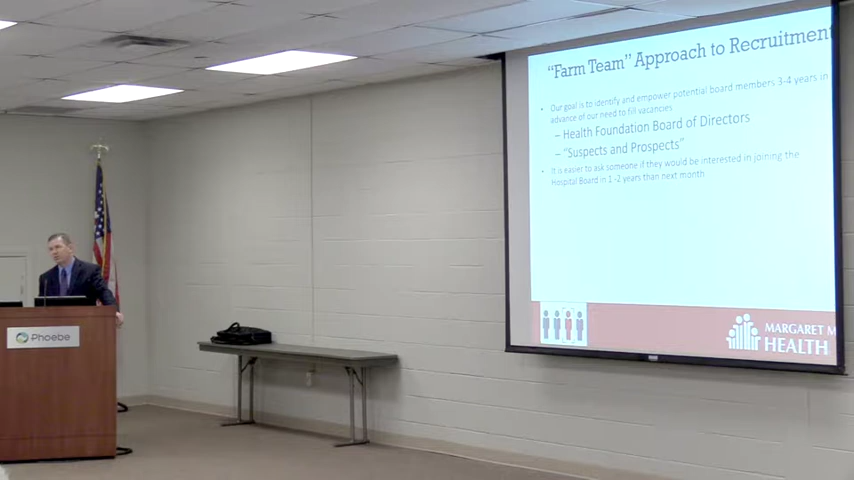 "Farm Team" Approach to Recruitment
• Our goal is to identify and empower potential board members 3-4 years in
advance of our need to fill vacancies
– Health Foundation Board of Directors
– "Suspects and Prospects"
• It is easier to ask someone if they would be interested in joining the
Hospital Board in 1 -2 years than next month
MARGARET M
HEALTH
Phoebe